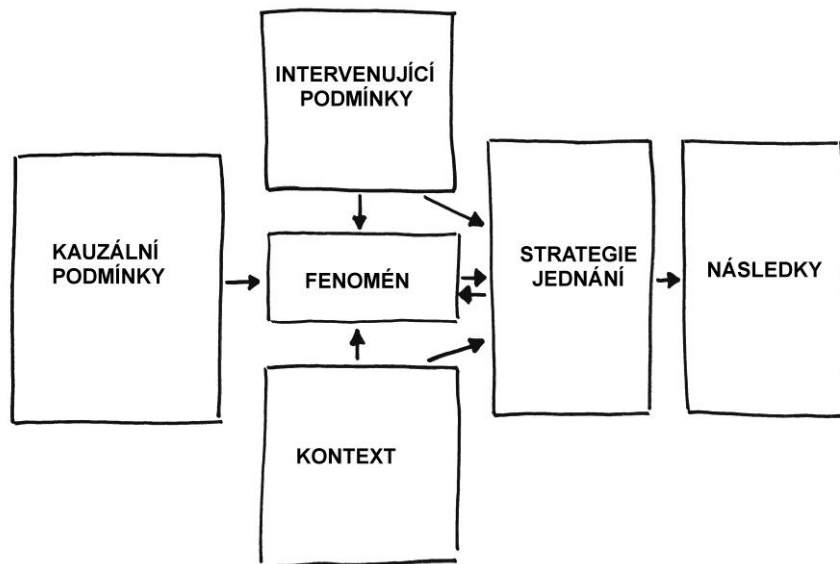 INTERVENUJÍCÍ
PODMÍNKY
KAUZÁLNÍ
PODMÍNKY
FENOMÉN
STRATEGIE
JEDNÁNÍ
NÁSLEDKY
KONTEXT